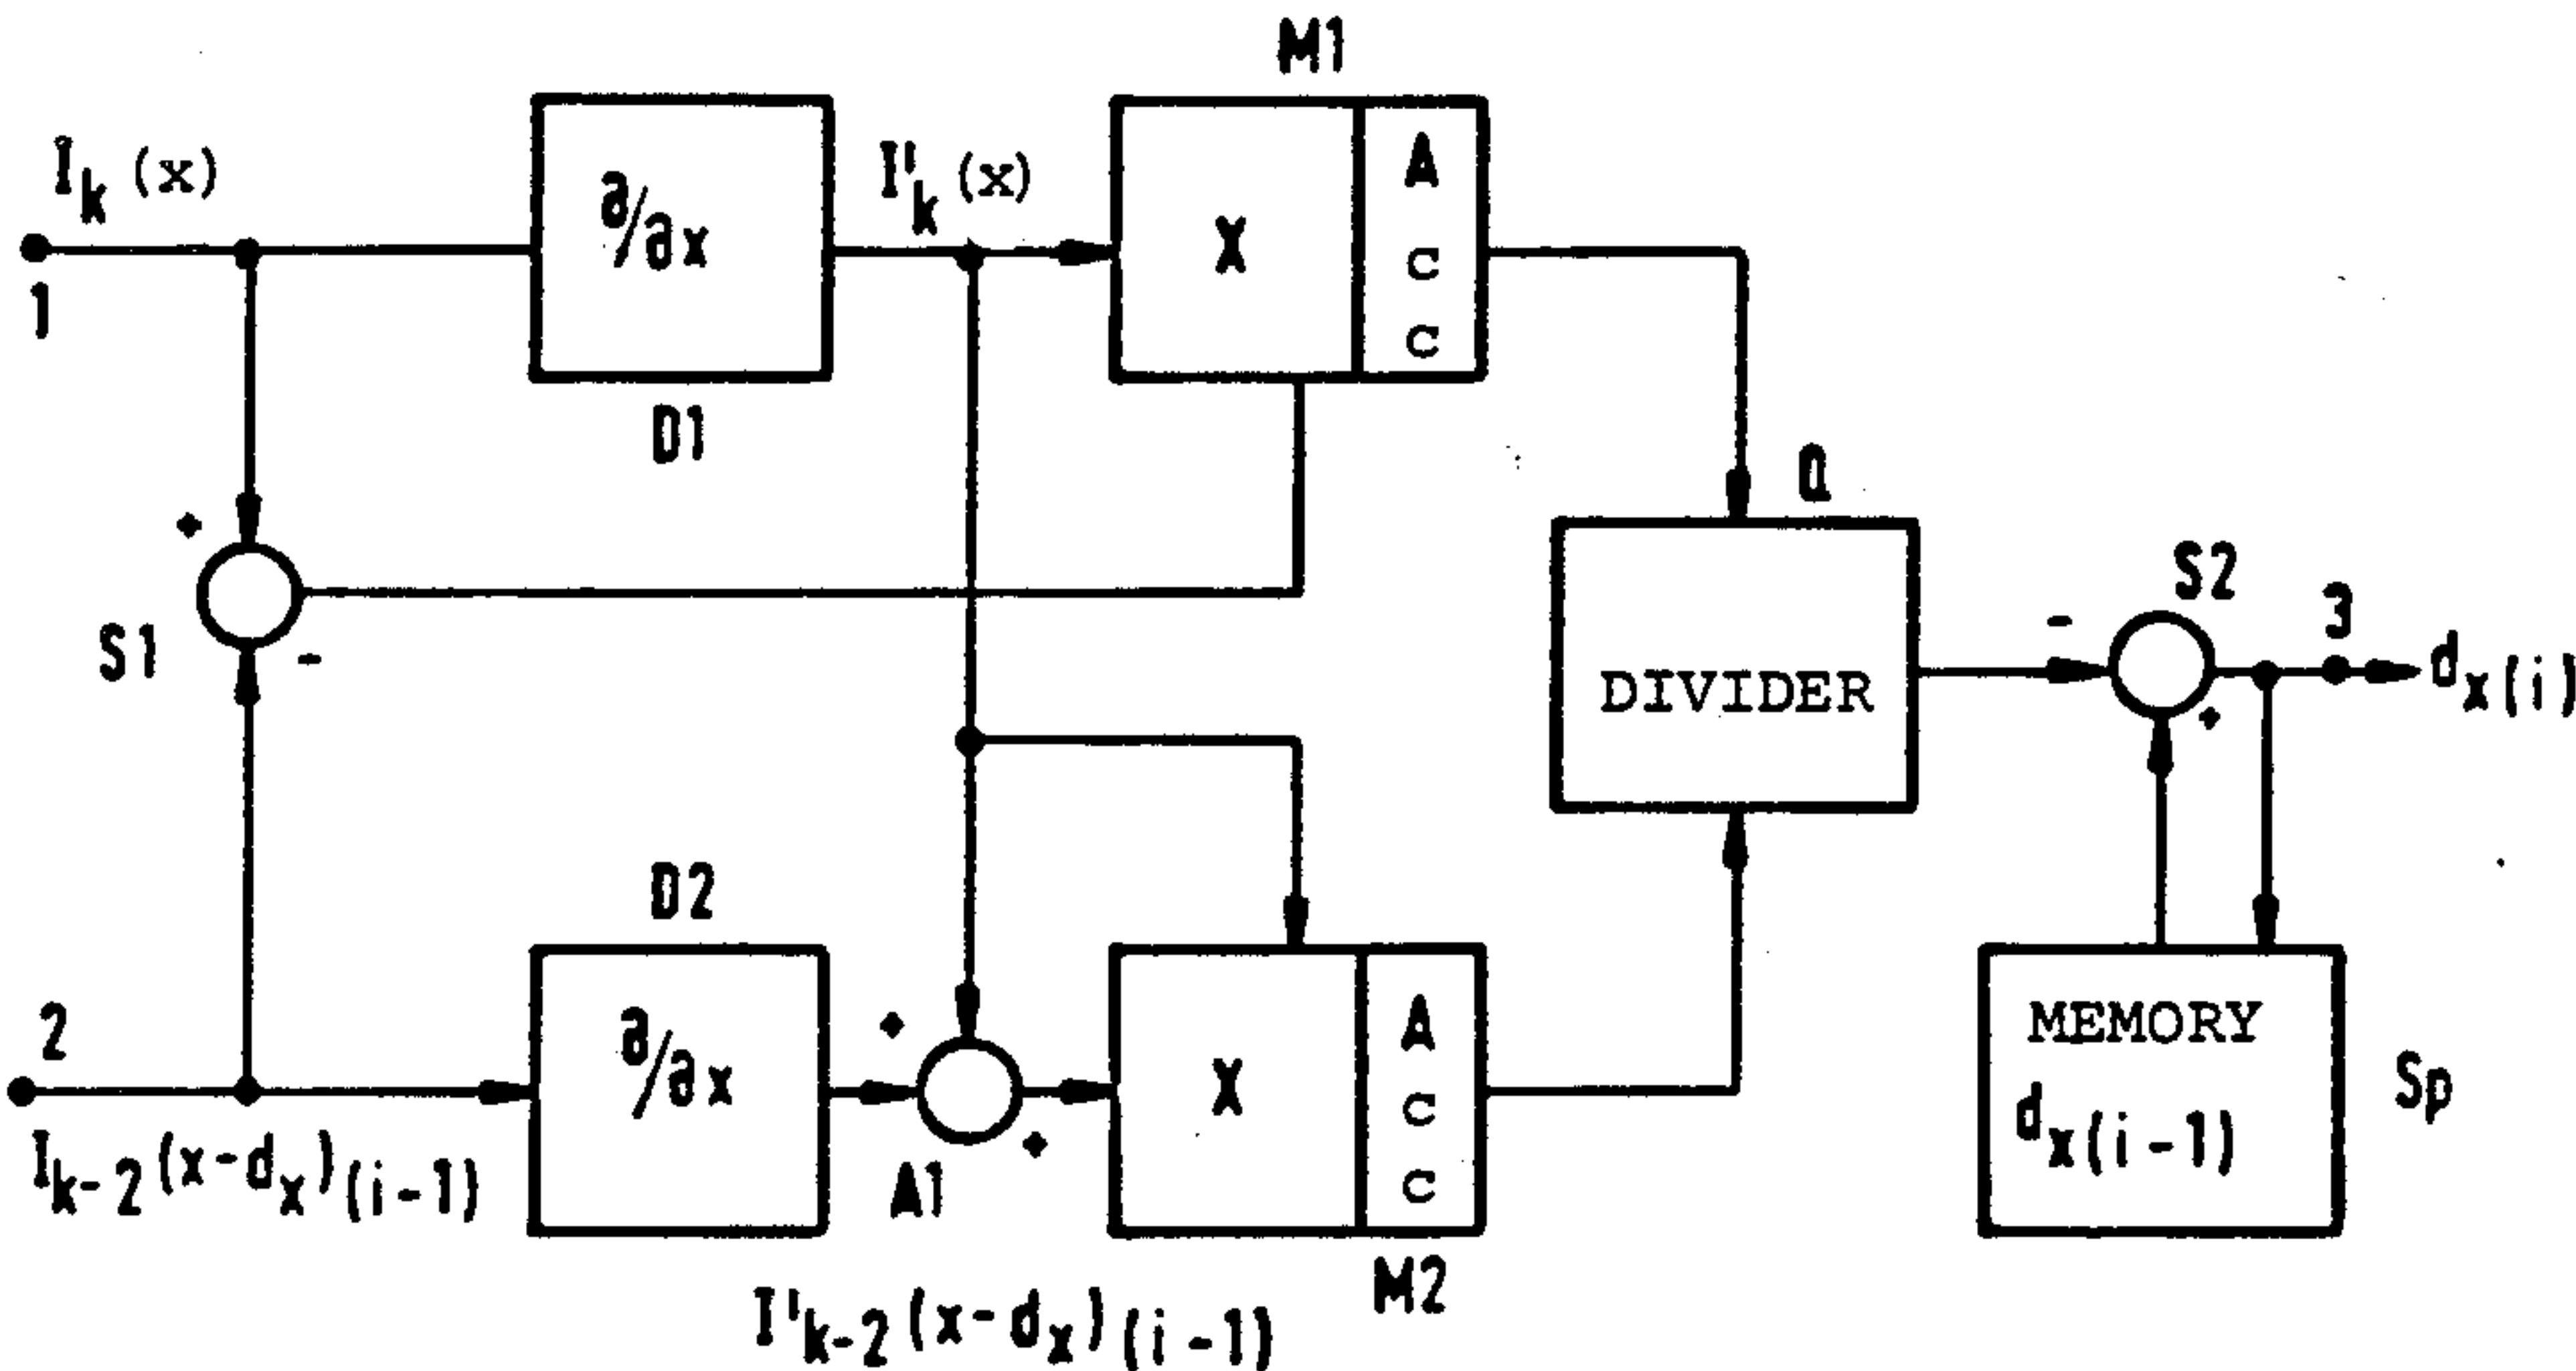 M1
I_k (x)
∂/∂x
I'_k (x)
X
A
c
c
1
D1
Q
+
S1
-
DIVIDER
S2
-
+
3
d_x(i)
D2
2
I_k-2 (x-d_x)_(i-1)
∂/∂x
+
A1
+
X
A
c
c
MEMORY
d_x(i-1)
Sp
M2
I'_k-2 (x-d_x)_(i-1)